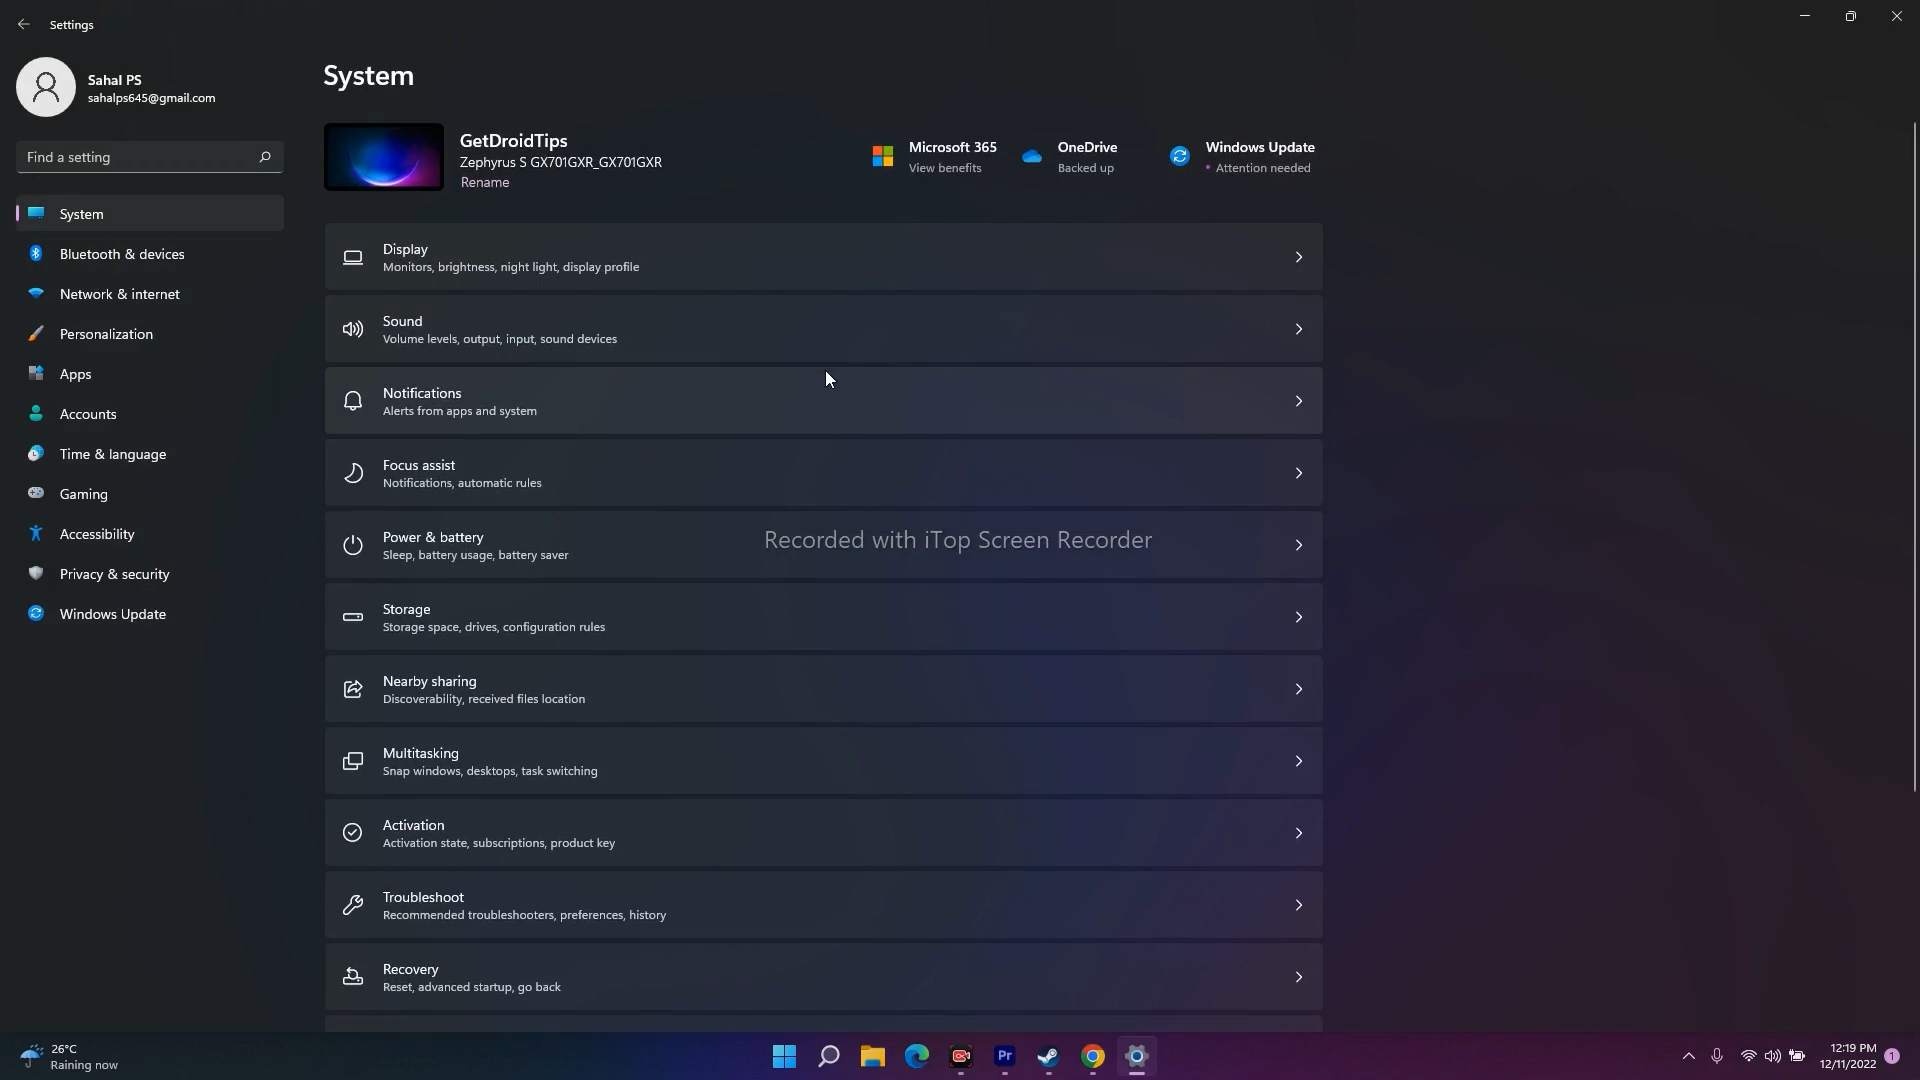 Settings
Sahal PS
sahalps645@gmail.com
Find a setting
System
Bluetooth & devices
Network & internet
Personalization
Apps
Accounts
Time & language
Gaming
Accessibility
Privacy & security
Windows Update
System
GetDroidTips
Zephyrus S GX701GXR_GX701GXR
Rename
Microsoft 365
View benefits
OneDrive
Backed up
Windows Update
• Attention needed
Display
Monitors, brightness, night light, display profile
Sound
Volume levels, output, input, sound devices
Notifications
Alerts from apps and system
Focus assist
Notifications, automatic rules
Power & battery
Sleep, battery usage, battery saver
Recorded with iTop Screen Recorder
Storage
Storage space, drives, configuration rules
Nearby sharing
Discoverability, received files location
Multitasking
Snap windows, desktops, task switching
Activation
Activation state, subscriptions, product key
Troubleshoot
Recommended troubleshooters, preferences, history
Recovery
Reset, advanced startup, go back
26°C
Raining now
Pr
12:19 PM
12/11/2022
1